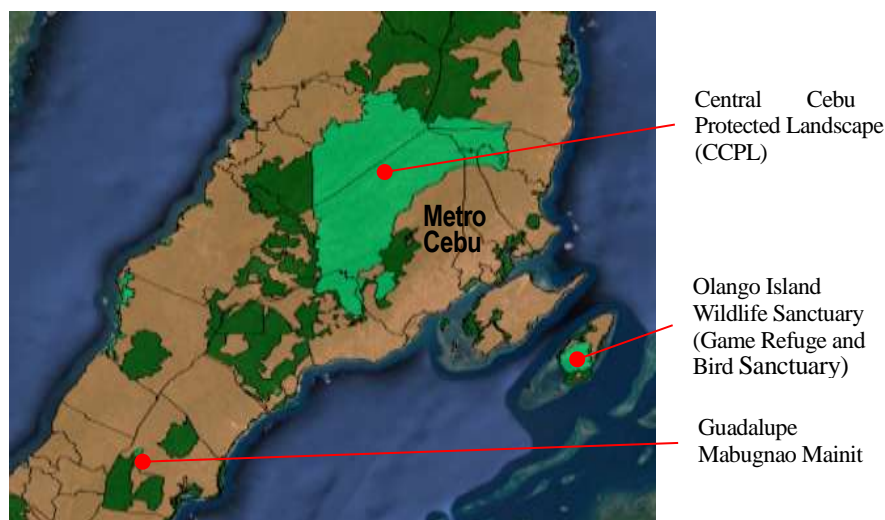 Central Cebu
Protected Landscape
(CCPL)
Metro
Cebu
Olango Island
Wildlife Sanctuary
(Game Refuge and
Bird Sanctuary)
Guadalupe
Mabugnao Mainit